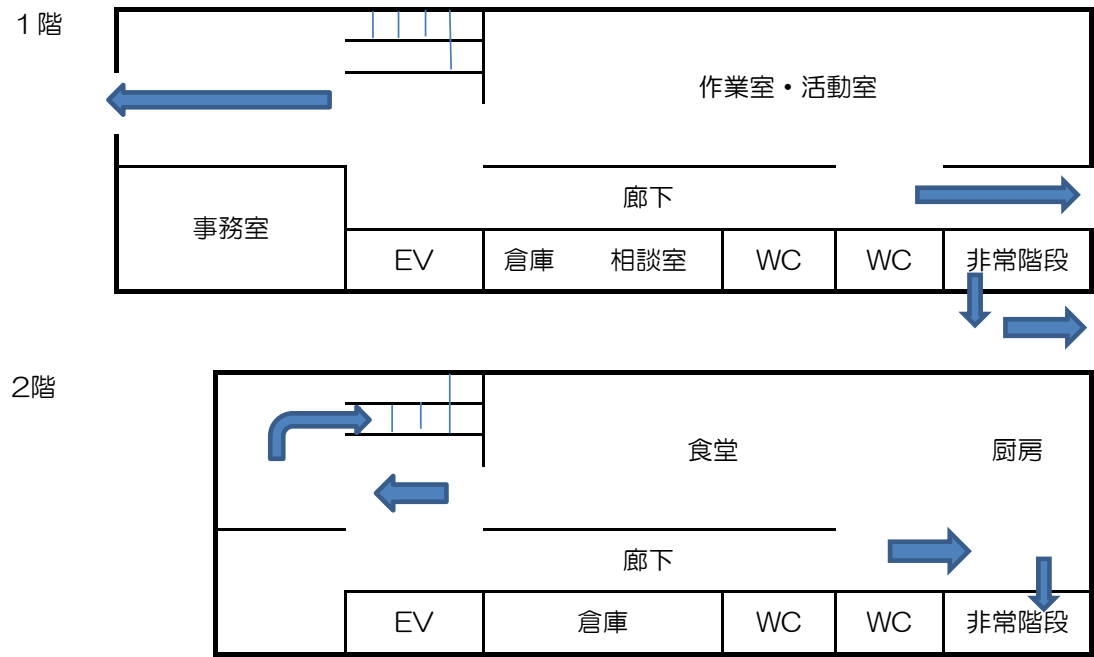 １階
作業室・活動室
廊下
事務室
EV 倉庫 相談室 WC WC 非常階段
2階
食堂 厨房
廊下
EV 倉庫 WC WC 非常階段